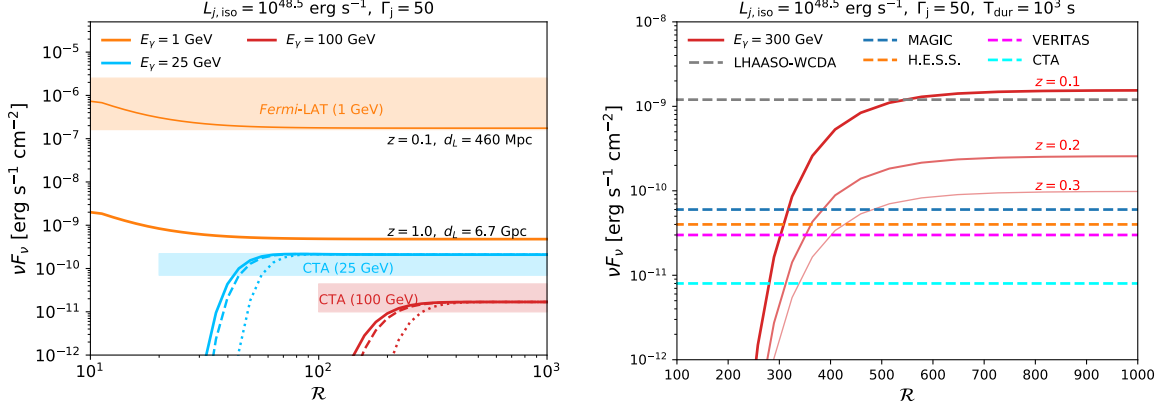 L_{j,iso} = 10^{48.5} erg s^{-1}, Γ_j = 50
E_γ = 1 GeV
E_γ = 25 GeV
E_γ = 100 GeV
Fermi-LAT (1 GeV)
z = 0.1, d_L = 460 Mpc
z = 1.0, d_L = 6.7 Gpc
CTA (25 GeV)
CTA (100 GeV)
νF_ν [erg s^{-1} cm^{-2}]
10^{-5}
10^{-6}
10^{-7}
10^{-8}
10^{-9}
10^{-10}
10^{-11}
10^{-12}
10^1
10^2
10^3
ℛ
L_{j,iso} = 10^{48.5} erg s^{-1}, Γ_j = 50, T_{dur} = 10^3 s
E_γ = 300 GeV
LHAASO-WCDA
MAGIC
H.E.S.S.
VERITAS
CTA
z = 0.1
z = 0.2
z = 0.3
νF_ν [erg s^{-1} cm^{-2}]
10^{-8}
10^{-9}
10^{-10}
10^{-11}
10^{-12}
100 200 300 400 500 600 700 800 900 1000
ℛ